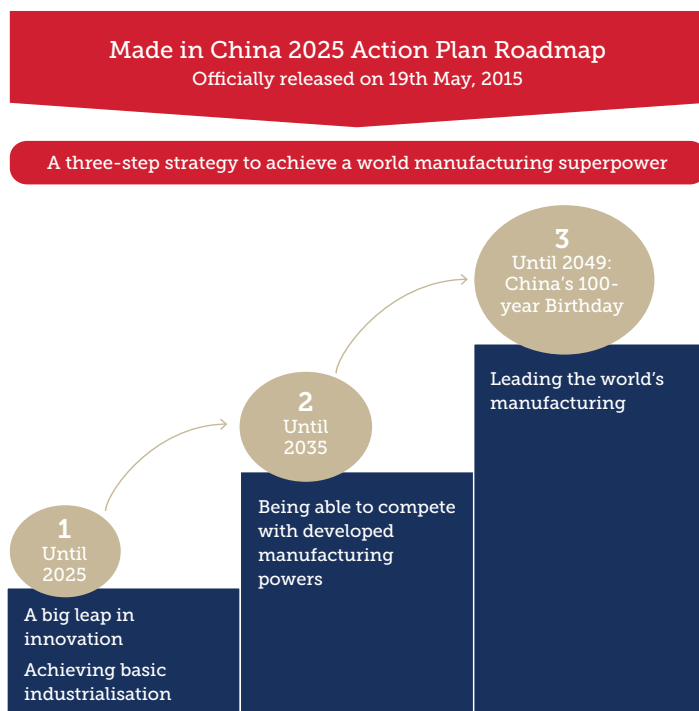 Made in China 2025 Action Plan Roadmap
Officially released on 19th May, 2015
A three-step strategy to achieve a world manufacturing superpower
1
Until
2025
A big leap in
innovation
Achieving basic
industrialisation
2
Until
2035
Being able to compete
with developed
manufacturing
powers
3
Until 2049:
China’s 100-
year Birthday
Leading the world’s
manufacturing